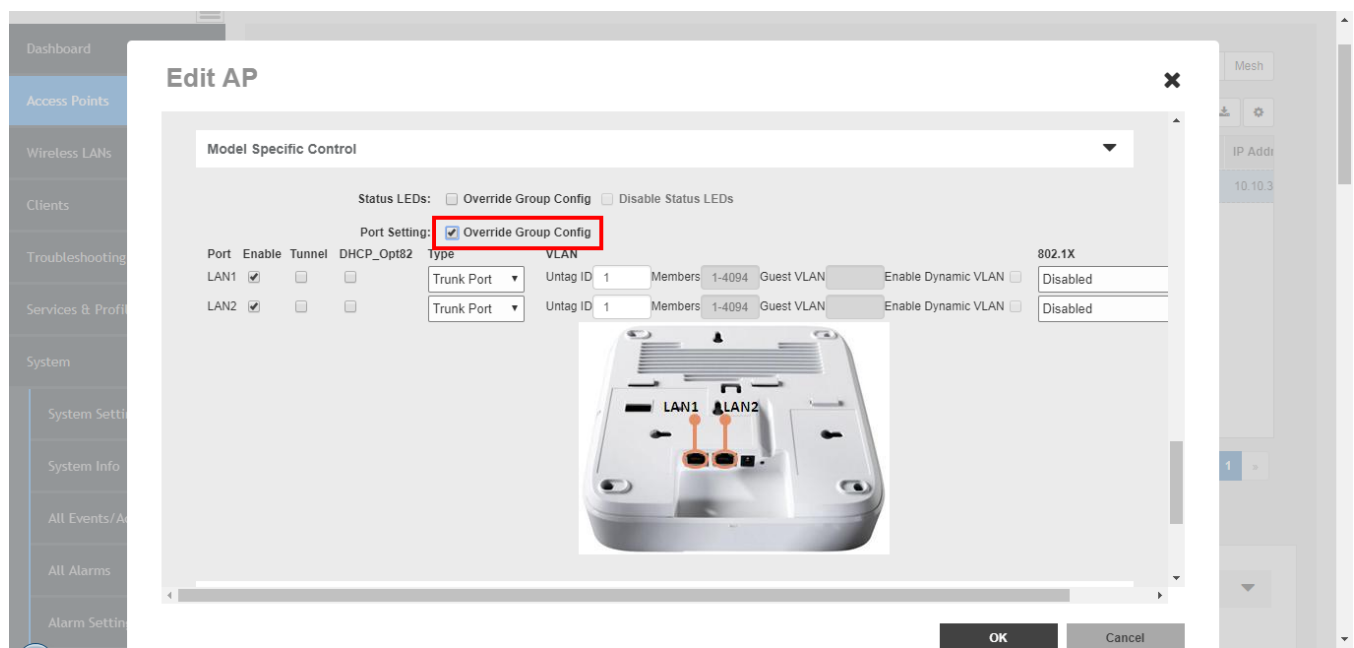 Dashboard
Access Points
Wireless LANs
Clients
Troubleshooting
Services & Profil
System
System Setti
System Info
All Events/Ac
All Alarms
Alarm Settin
Mesh
IP Addr
10.10.3
1 »
Edit AP
Model Specific Control
Status LEDs: Override Group Config Disable Status LEDs
Port Setting: Override Group Config
Port Enable Tunnel DHCP_Opt82 Type VLAN 802.1X
LAN1 Trunk Port Untag ID 1 Members 1-4094 Guest VLAN Enable Dynamic VLAN Disabled
LAN2 Trunk Port Untag ID 1 Members 1-4094 Guest VLAN Enable Dynamic VLAN Disabled
LAN1 LAN2
OK Cancel